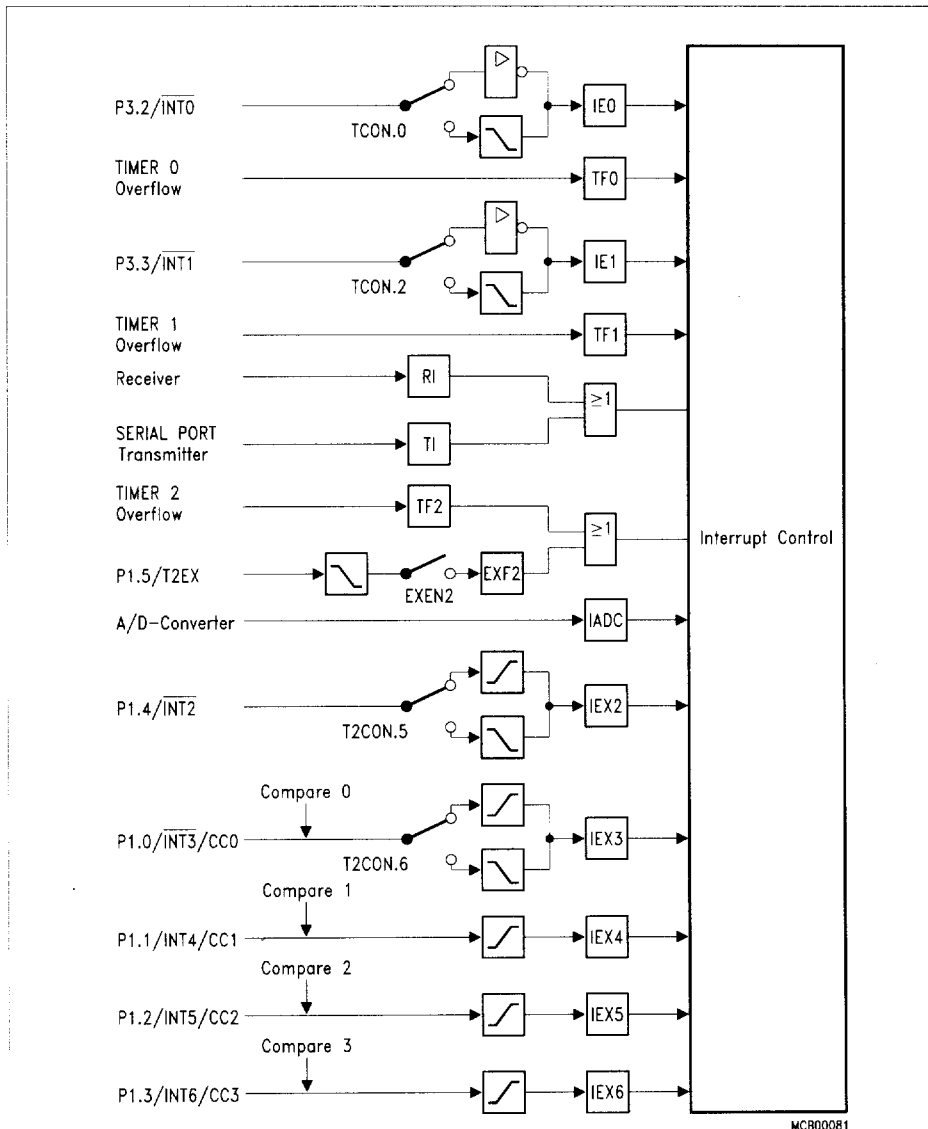 P3.2/INT0
TCON.0
IE0
TIMER 0
Overflow
TF0
P3.3/INT1
TCON.2
IE1
TIMER 1
Overflow
TF1
Receiver
RI
≥1
SERIAL PORT
Transmitter
TI
TIMER 2
Overflow
TF2
≥1
Interrupt Control
P1.5/T2EX
EXEN2
EXF2
A/D-Converter
IADC
P1.4/INT2
T2CON.5
IEX2
Compare 0
P1.0/INT3/CC0
T2CON.6
IEX3
Compare 1
P1.1/INT4/CC1
IEX4
Compare 2
P1.2/INT5/CC2
IEX5
Compare 3
P1.3/INT6/CC3
IEX6
MCB00081